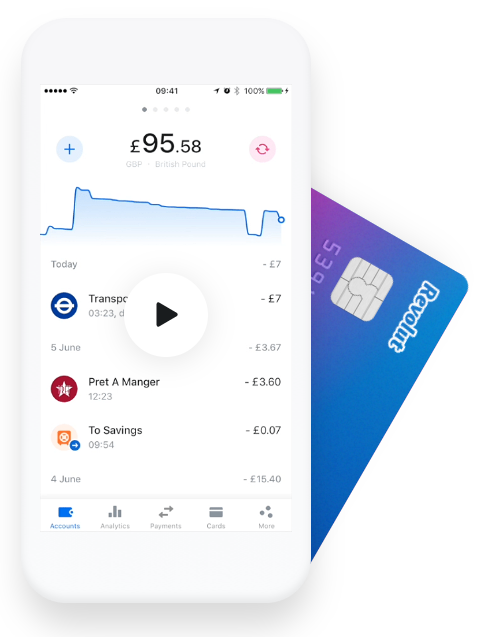 09:41
100%
£95.58
GBP · British Pound
Today
- £7
Transpo
- £7
03:23, d
5 June
- £3.67
Pret A Manger
- £3.60
12:23
To Savings
- £0.07
09:54
4 June
- £15.40
Accounts
Analytics
Payments
Cards
More
5391
Revolut